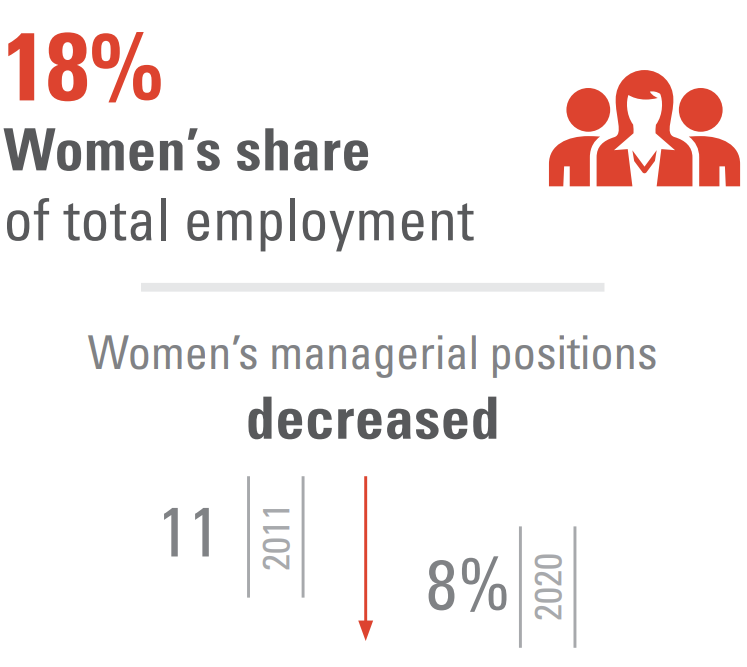 18%
Women’s share
of total employment
Women’s managerial positions
decreased
11 2011
8% 2020